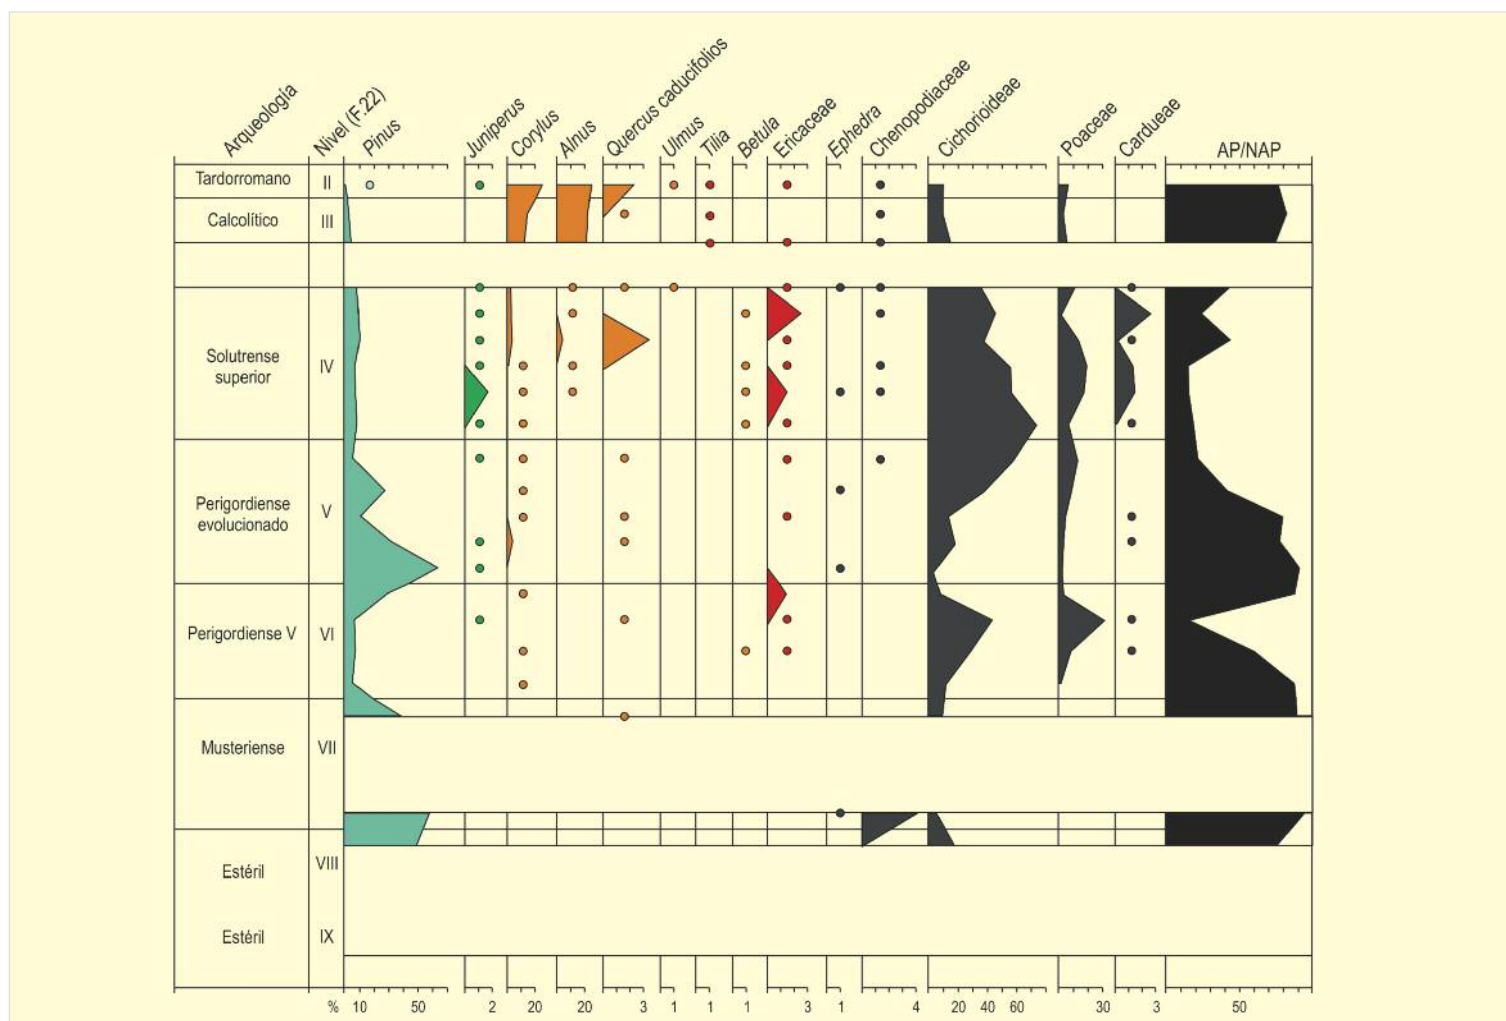 Arqueología
Nivel (F.22)
Pinus
Juniperus
Corylus
Alnus
Quercus caducifolios
Ulmus
Tilia
Betula
Ericaceae
Ephedra
Chenopodiaceae
Cichorioideae
Poaceae
Cardueae
AP/NAP
Tardorromano II
Calcolítico III
Solutrense
superior
IV
Perigordiense
evolucionado
V
Perigordiense V VI
Musteriense VII
Estéril VIII
Estéril IX
% 10 50 2 20 20 3 1 1 1 3 1 4 20 40 60 30 3 50